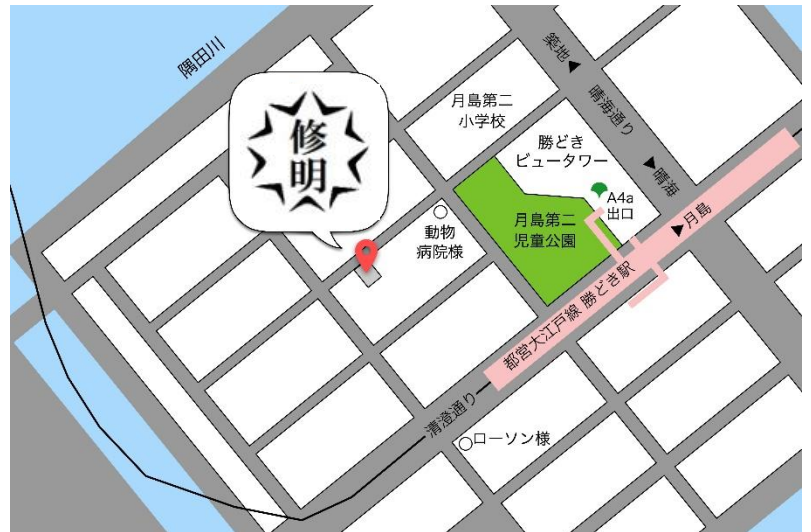 隅田川
築地▲
晴海通り
▼晴海
月島第二
小学校
勝どき
ビュータワー
修
明
A4a
出口
▲月島
動物
病院様
月島第二
児童公園
都営大江戸線 勝どき駅
清澄通り
ローソン様